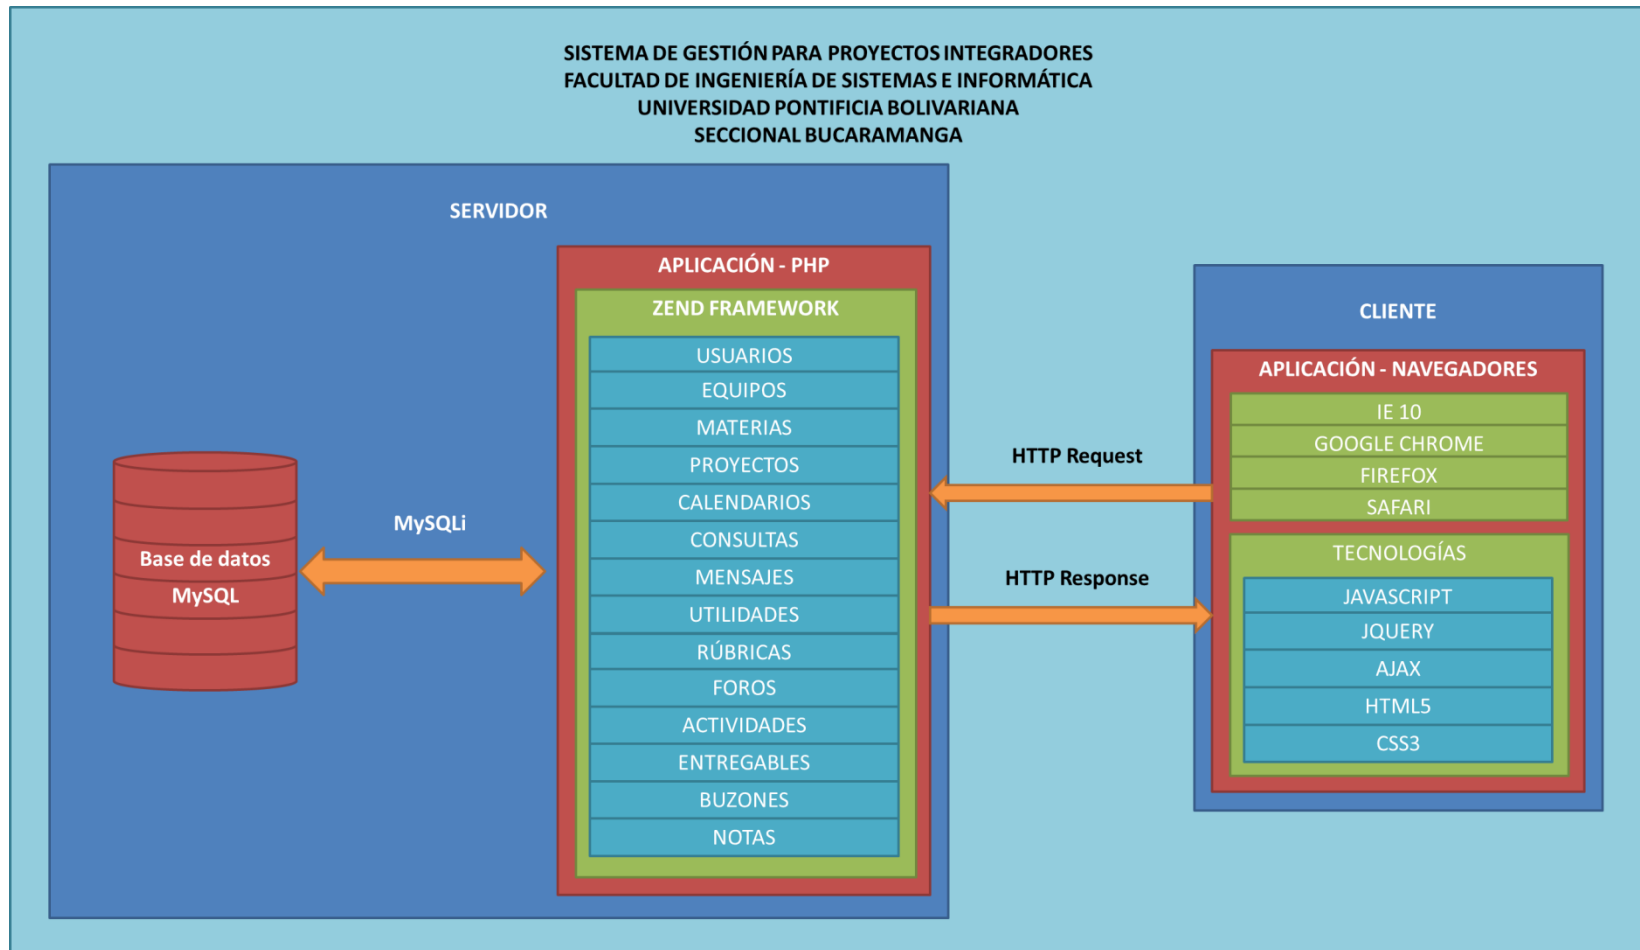 SISTEMA DE GESTIÓN PARA PROYECTOS INTEGRADORES
FACULTAD DE INGENIERÍA DE SISTEMAS E INFORMÁTICA
UNIVERSIDAD PONTIFICIA BOLIVARIANA
SECCIONAL BUCARAMANGA
SERVIDOR
Base de datos
MySQL
MySQLi
APLICACIÓN - PHP
ZEND FRAMEWORK
USUARIOS
EQUIPOS
MATERIAS
PROYECTOS
CALENDARIOS
CONSULTAS
MENSAJES
UTILIDADES
RÚBRICAS
FOROS
ACTIVIDADES
ENTREGABLES
BUZONES
NOTAS
HTTP Request
HTTP Response
CLIENTE
APLICACIÓN - NAVEGADORES
IE 10
GOOGLE CHROME
FIREFOX
SAFARI
TECNOLOGÍAS
JAVASCRIPT
JQUERY
AJAX
HTML5
CSS3